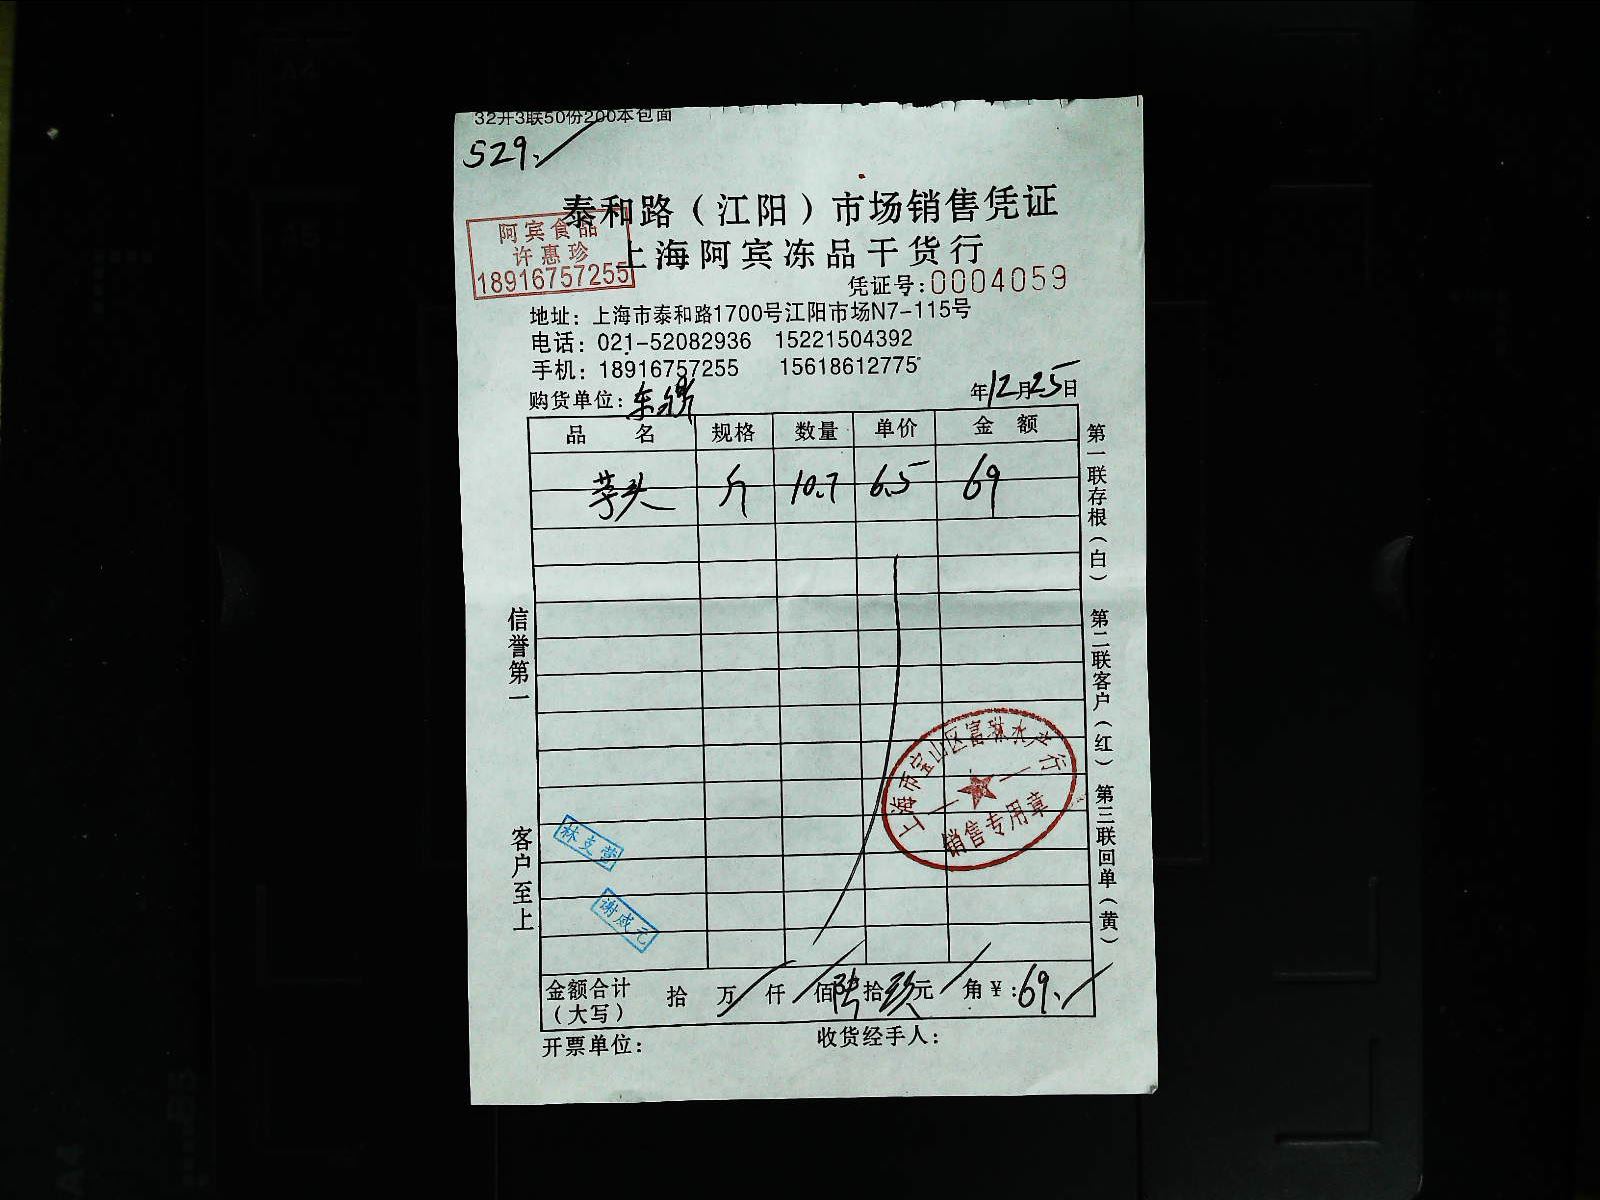 32开3联50份200本包面
529.
泰和路（江阳）市场销售凭证
阿宾食品
许惠珍
18916757255
上海阿宾冻品干货行
凭证号:0004059
地址：上海市泰和路1700号江阳市场N7-115号
电话：021-52082936 15221504392
手机：18916757255 15618612775
购货单位：东
年12月25日
品名 规格 数量 单价 金额
芋头 斤 10.7 6.5 69
第一联存根（白） 第二联客户（红） 第三联回单（黄）
信誉第一
客户至上
上海市宝山区富琳水产行
销售专用章
林支莹
谢咸元
金额合计（大写） 拾 万 仟 佰 陆 拾 玖 元 角 ¥:69.
开票单位： 收货经手人：